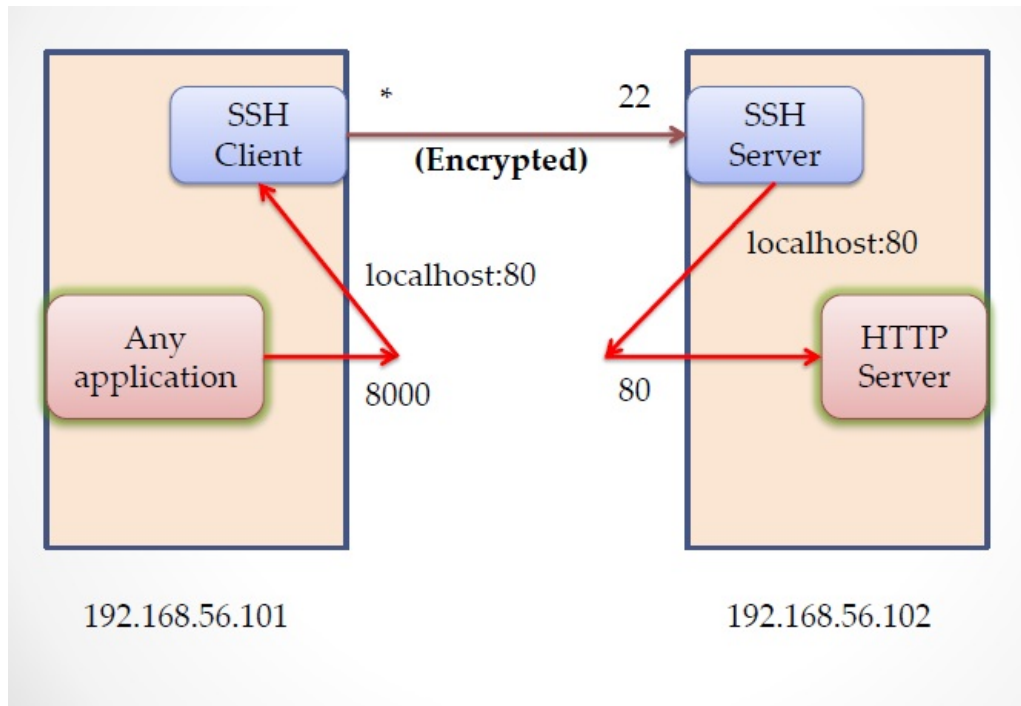 SSH
Client
*
22
SSH
Server
(Encrypted)
localhost:80
localhost:80
Any
application
8000
80
HTTP
Server
192.168.56.101
192.168.56.102